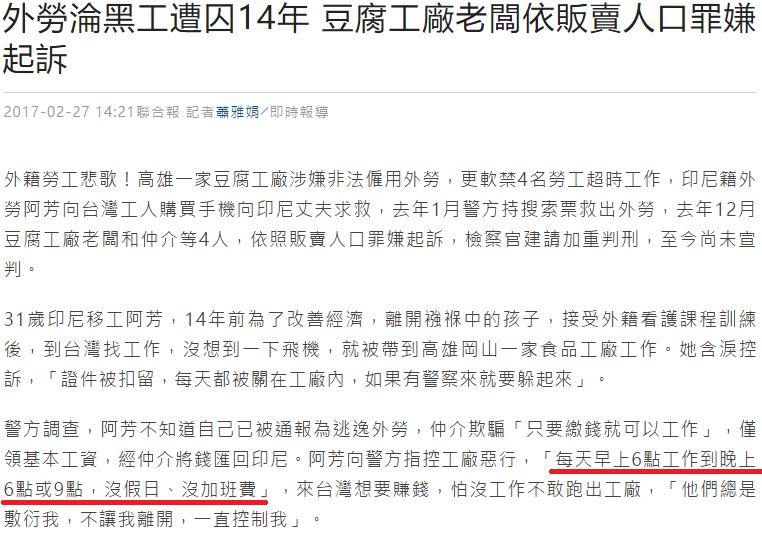 外勞淪黑工遭囚14年 豆腐工廠老闆依販賣人口罪嫌
起訴
2017-02-27 14:21聯合報 記者蕭雅娟╱即時報導
外籍勞工悲歌！高雄一家豆腐工廠涉嫌非法僱用外勞，更軟禁4名勞工超時工作，印尼籍外
勞阿芳向台灣工人購買手機向印尼丈夫求救，去年1月警方持搜索票救出外勞，去年12月
豆腐工廠老闆和仲介等4人，依照販賣人口罪嫌起訴，檢察官建請加重判刑，至今尚未宣
判。
31歲印尼移工阿芳，14年前為了改善經濟，離開襁褓中的孩子，接受外籍看護課程訓練
後，到台灣找工作，沒想到一下飛機，就被帶到高雄岡山一家食品工廠工作。她含淚控
訴，「證件被扣留，每天都被關在工廠內，如果有警察來就要躲起來」。
警方調查，阿芳不知道自己已被通報為逃逸外勞，仲介欺騙「只要繳錢就可以工作」，僅
領基本工資，經仲介將錢匯回印尼。阿芳向警方指控工廠惡行，「每天早上6點工作到晚上
6點或9點，沒假日、沒加班費」，來台灣想要賺錢，怕沒工作不敢跑出工廠，「他們總是
敷衍我，不讓我離開，一直控制我」。